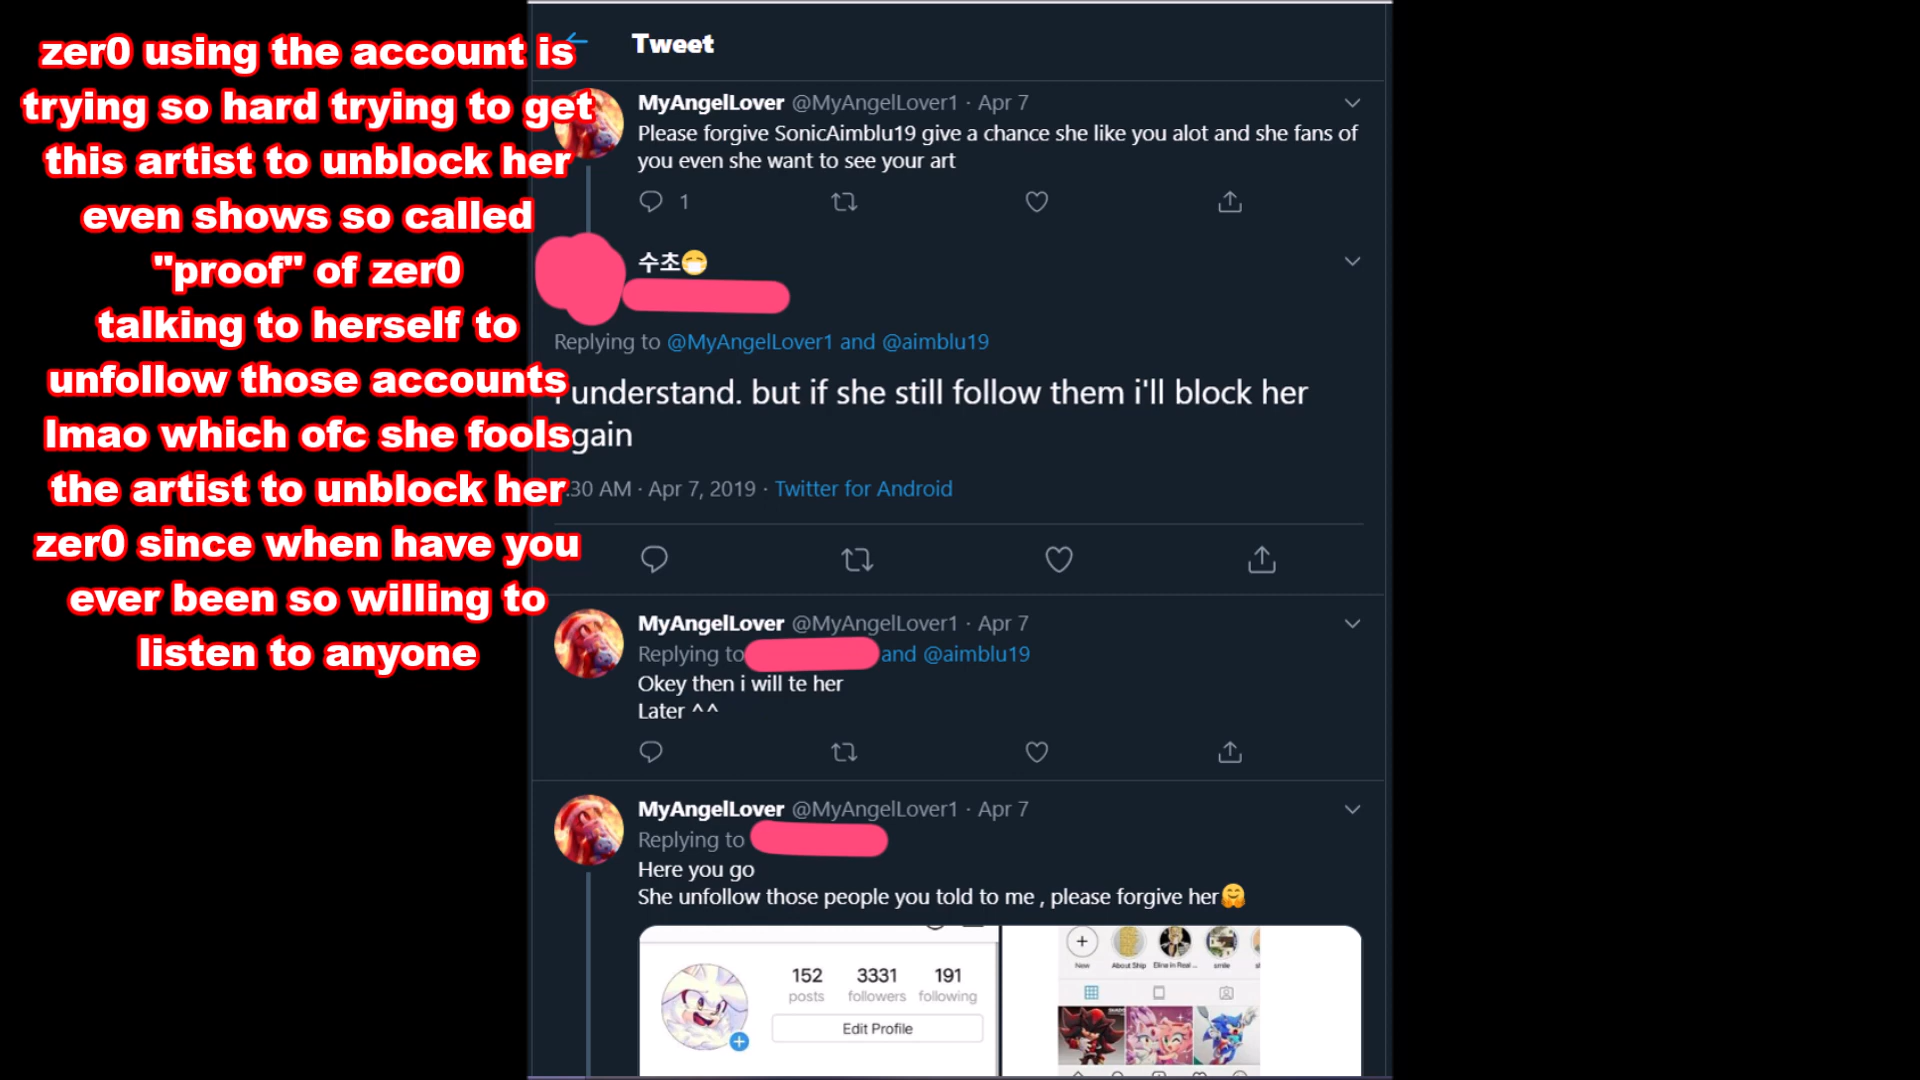 zer0 using the account is
trying so hard trying to get
this artist to unblock her
even shows so called
"proof" of zer0
talking to herself to
unfollow those accounts
lmao which ofc she fools
the artist to unblock her
zer0 since when have you
ever been so willing to
listen to anyone
Tweet
MyAngelLover @MyAngelLover1 · Apr 7
Please forgive SonicAimblu19 give a chance she like you alot and she fans of
you even she want to see your art
1
수초😷
Replying to @MyAngelLover1 and @aimblu19
understand. but if she still follow them i'll block her
gain
:30 AM · Apr 7, 2019 · Twitter for Android
MyAngelLover @MyAngelLover1 · Apr 7
Replying to and @aimblu19
Okey then i will te her
Later ^^
MyAngelLover @MyAngelLover1 · Apr 7
Replying to
Here you go
She unfollow those people you told to me , please forgive her🤗
152 3331 191
posts followers following
Edit Profile
New About Ship Eline in Real ... smile